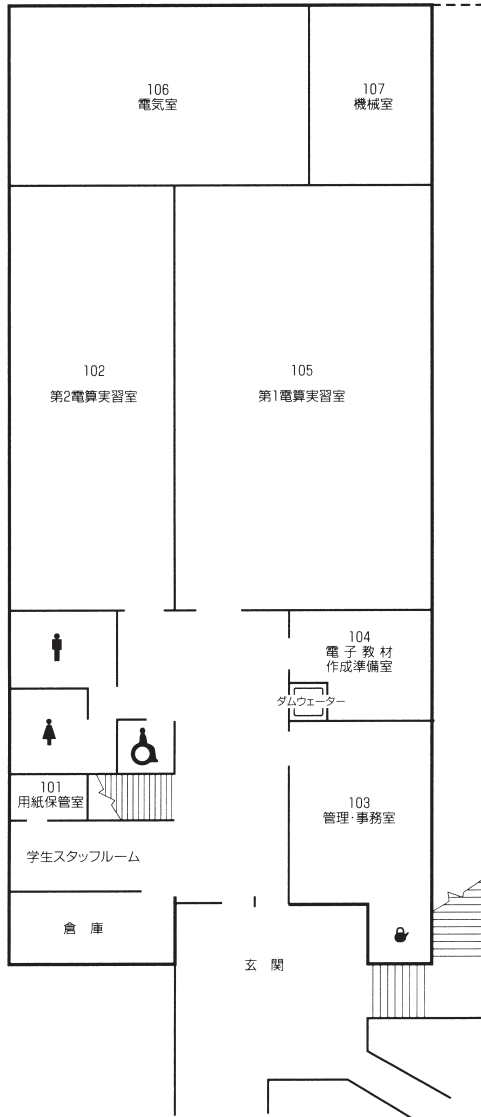 106
電気室
107
機械室
102
第2電算実習室
105
第1電算実習室
104
電子教材
作成準備室
ダムウェーター
101
用紙保管室
103
管理・事務室
学生スタッフルーム
倉庫
玄関